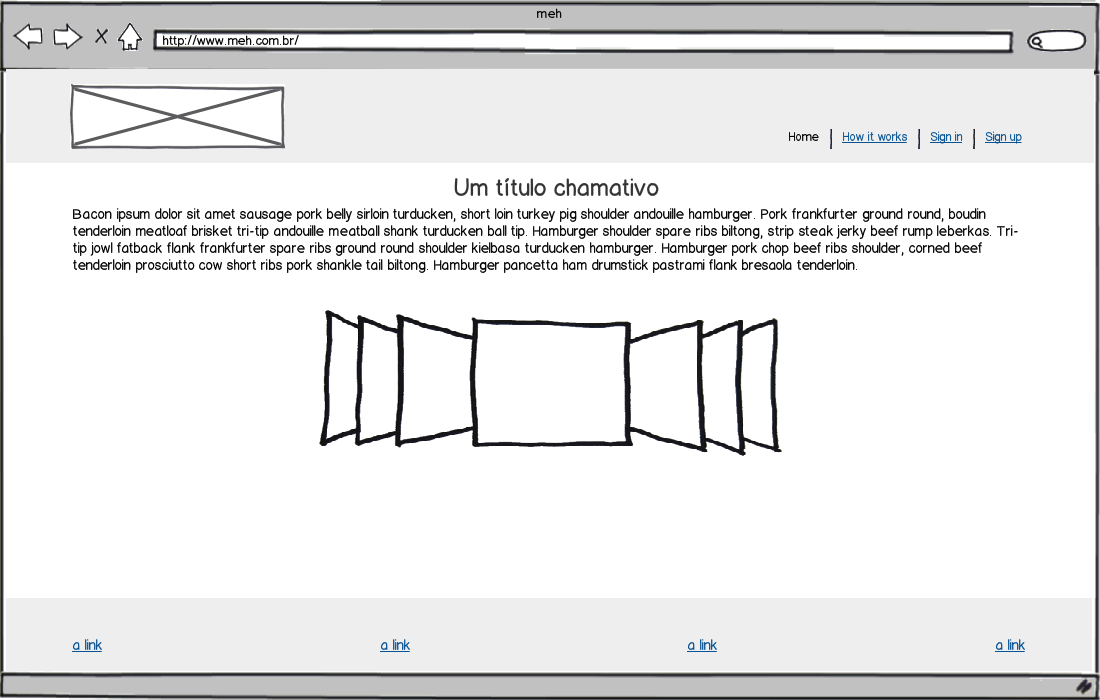 meh
http://www.meh.com.br/
Home | How it works | Sign in | Sign up
Um título chamativo
Bacon ipsum dolor sit amet sausage pork belly sirloin turducken, short loin turkey pig shoulder andouille hamburger. Pork frankfurter ground round, boudin
tenderloin meatloaf brisket tri-tip andouille meatball shank turducken ball tip. Hamburger shoulder spare ribs biltong, strip steak jerky beef rump leberkas. Tri-
tip jowl fatback flank frankfurter spare ribs ground round shoulder kielbasa turducken hamburger. Hamburger pork chop beef ribs shoulder, corned beef
tenderloin prosciutto cow short ribs pork shankle tail biltong. Hamburger pancetta ham drumstick pastrami flank bresaola tenderloin.
a link a link a link a link